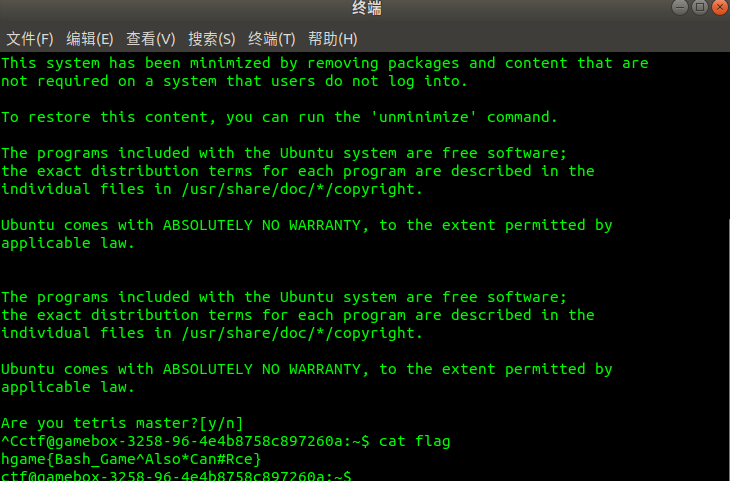 终端
文件(F) 编辑(E) 查看(V) 搜索(S) 终端(T) 帮助(H)
This system has been minimized by removing packages and content that are
not required on a system that users do not log into.
To restore this content, you can run the 'unminimize' command.
The programs included with the Ubuntu system are free software;
the exact distribution terms for each program are described in the
individual files in /usr/share/doc/*/copyright.
Ubuntu comes with ABSOLUTELY NO WARRANTY, to the extent permitted by
applicable law.
The programs included with the Ubuntu system are free software;
the exact distribution terms for each program are described in the
individual files in /usr/share/doc/*/copyright.
Ubuntu comes with ABSOLUTELY NO WARRANTY, to the extent permitted by
applicable law.
Are you tetris master?[y/n]
^Cctf@gamebox-3258-96-4e4b8758c897260a:~$ cat flag
hgame{Bash_Game^Also*Can#Rce}
ctf@gamebox-3258-96-4e4b8758c897260a:~$